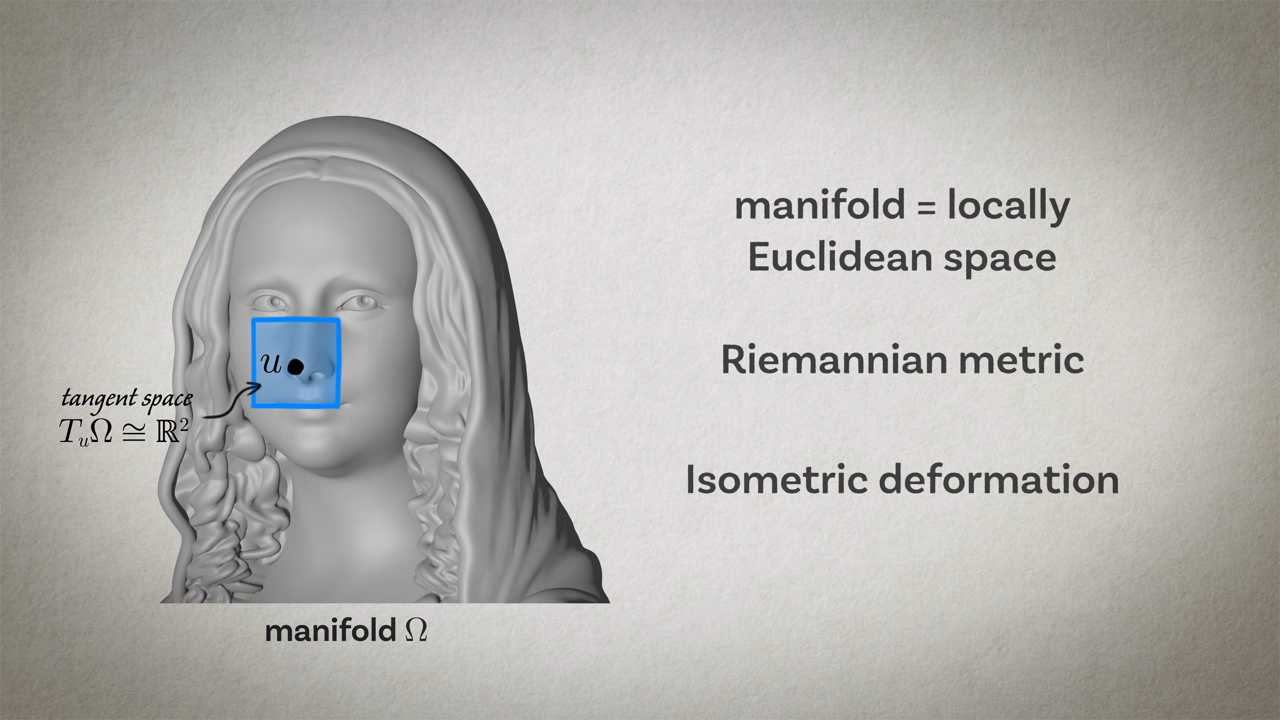 manifold = locally
Euclidean space
Riemannian metric
Isometric deformation
u
tangent space
TᵤΩ ≅ ℝ²
manifold Ω